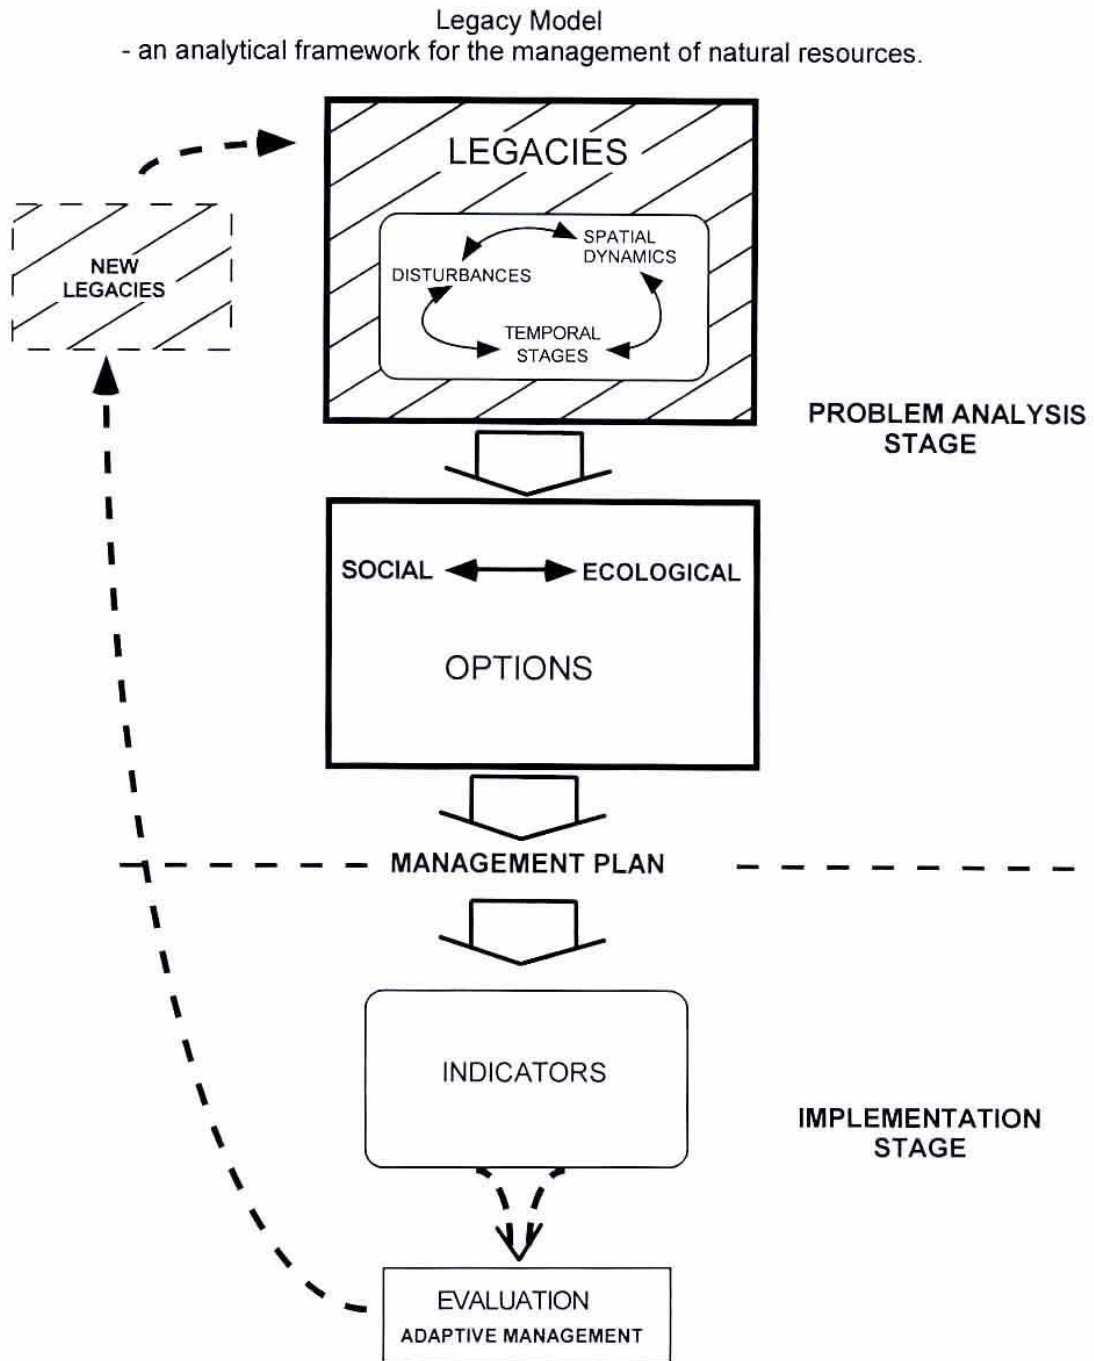 Legacy Model
- an analytical framework for the management of natural resources.
LEGACIES
SPATIAL
DYNAMICS
DISTURBANCES
TEMPORAL
STAGES
NEW
LEGACIES
PROBLEM ANALYSIS
STAGE
SOCIAL
ECOLOGICAL
OPTIONS
MANAGEMENT PLAN
INDICATORS
IMPLEMENTATION
STAGE
EVALUATION
ADAPTIVE MANAGEMENT